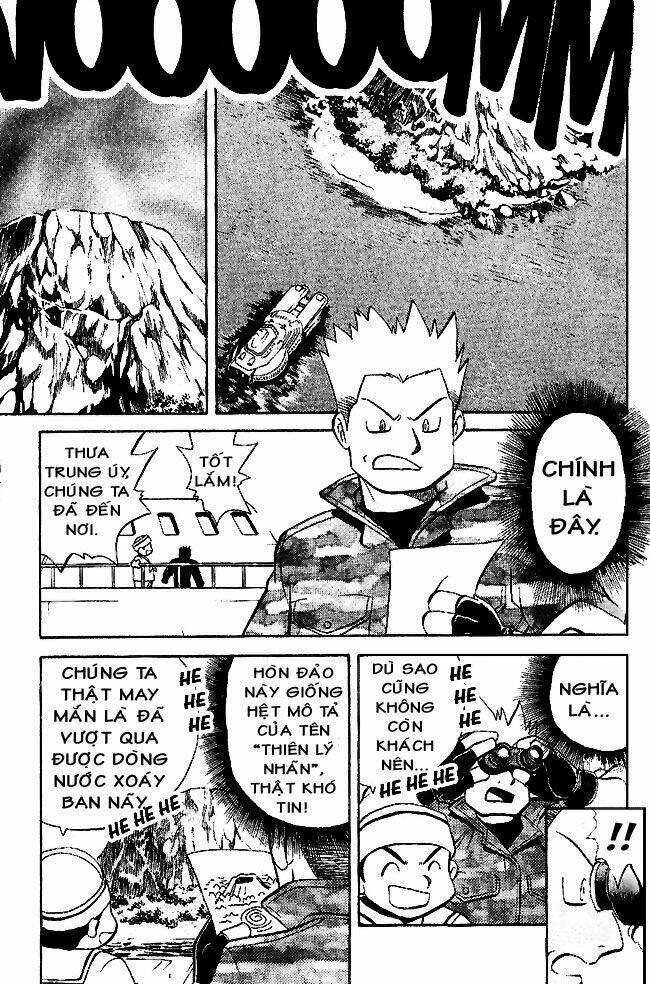 VOOOOOMM
CHÍNH
LÀ
ĐÂY.
TỐT
LẮM!
THƯA
TRUNG ÚY,
CHÚNG TA
ĐÃ ĐẾN
NƠI.
NGHĨA
LÀ...
DÙ SAO
CŨNG
KHÔNG
CÒN
KHÁCH
NÊN...
HE
HE
HE
HE HE HE
!!
HÒN ĐẢO
NÀY GIỐNG
HỆT MÔ TẢ
CỦA TÊN
"THIÊN LÝ
NHÃN",
THẬT KHÓ
TIN!
CHÚNG TA
THẬT MAY
MẮN LÀ ĐÃ
VƯỢT QUA
ĐƯỢC DÒNG
NƯỚC XOÁY
BAN NÃY.
HE
HE
HE
HE HE HE